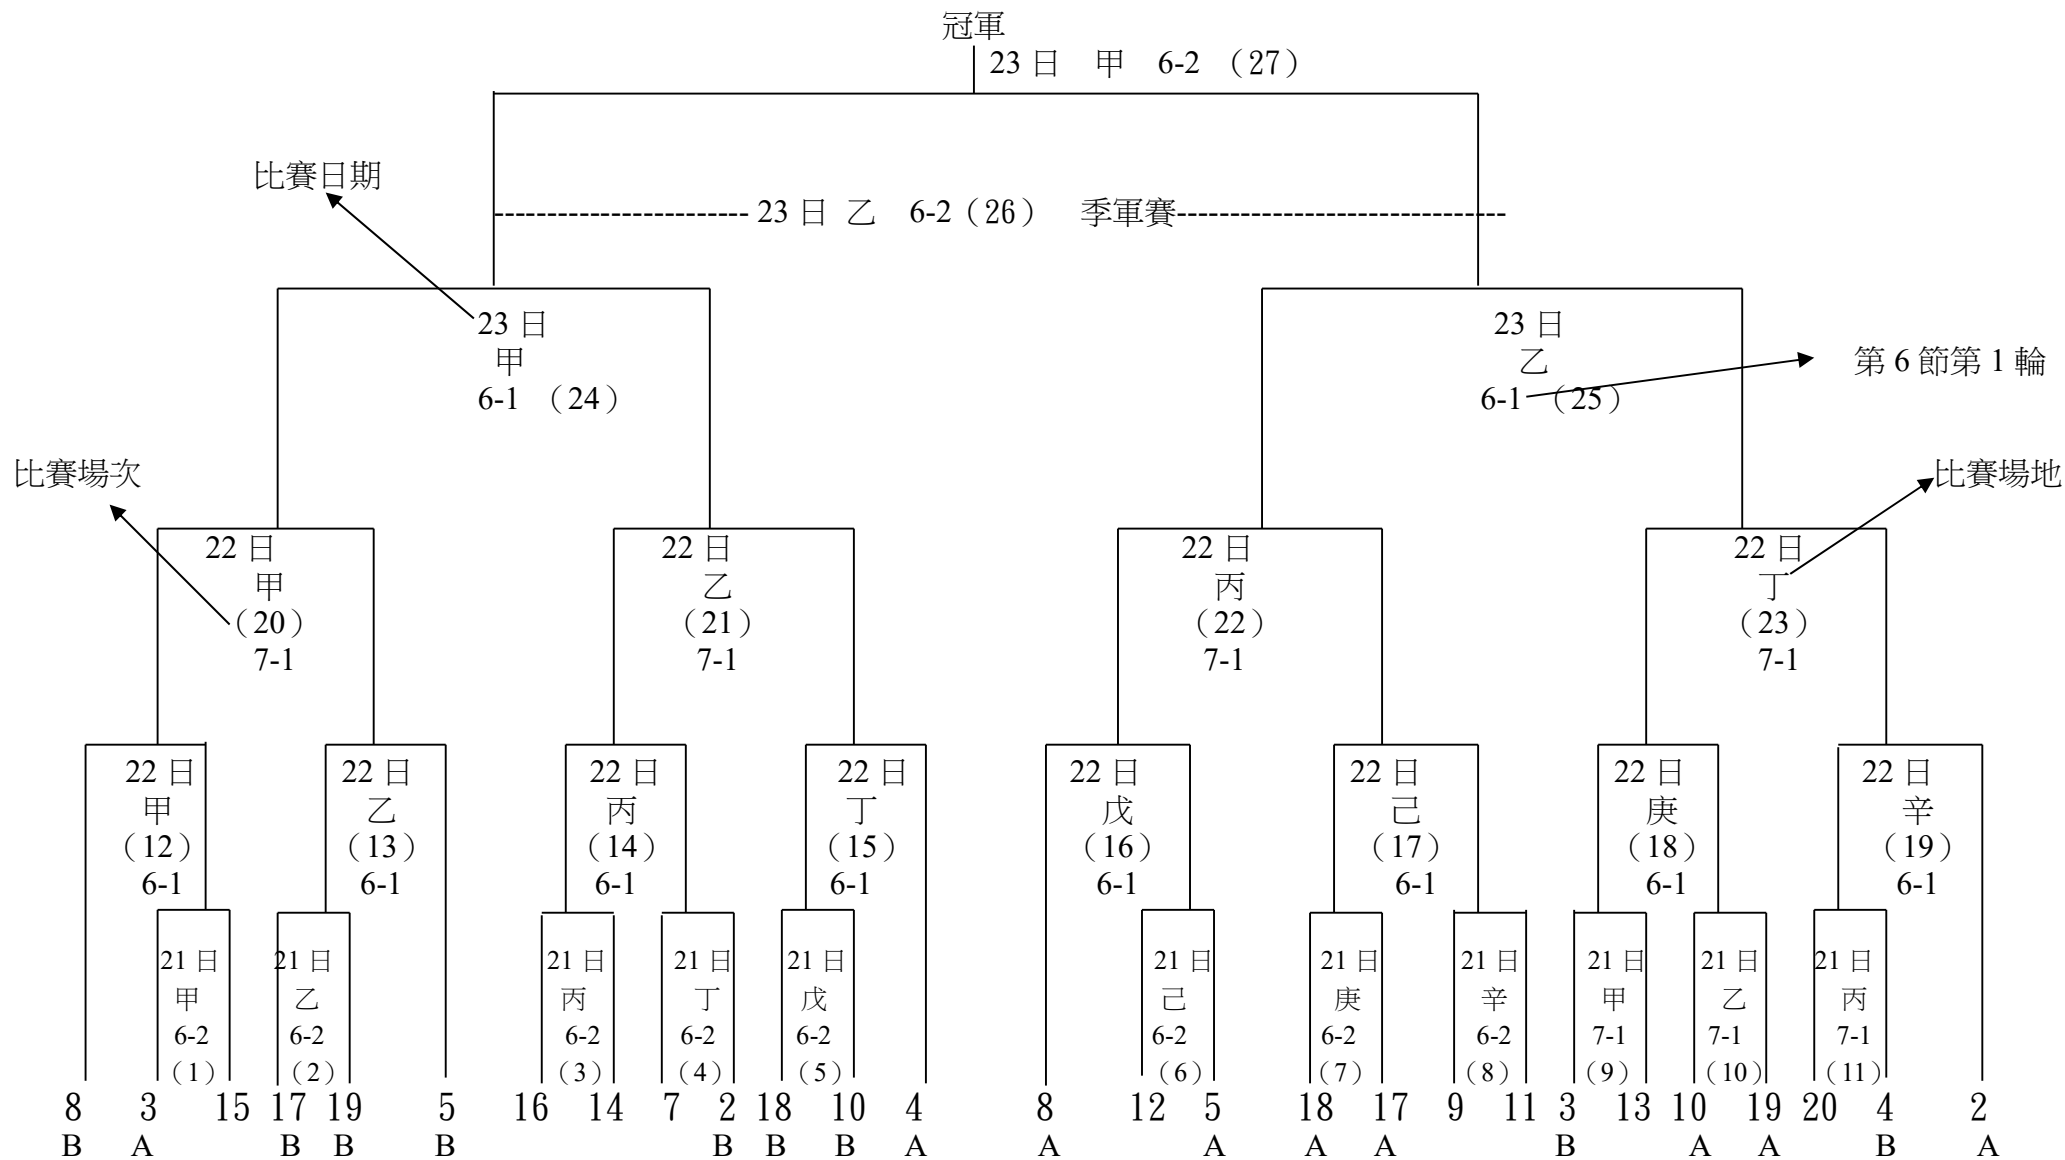 冠軍
23 日 甲 6-2 （27）
比賽日期
23 日 乙 6-2（26） 季軍賽
23 日 23 日
甲 乙 第 6 節第 1 輪
6-1 （24） 6-1 （25）
比賽場次 比賽場地
22 日 22 日 22 日 22 日
甲 乙 丙 丁
（20） （21） （22） （23）
7-1 7-1 7-1 7-1
22 日 22 日 22 日 22 日 22 日 22 日 22 日 22 日
甲 乙 丙 丁 戊 己 庚 辛
（12） （13） （14） （15） （16） （17） （18） （19）
6-1 6-1 6-1 6-1 6-1 6-1 6-1 6-1
21 日 21 日 21 日 21 日 21 日 21 日 21 日 21 日 21 日 21 日 21 日
甲 乙 丙 丁 戊 己 庚 辛 甲 乙 丙
6-2 6-2 6-2 6-2 6-2 6-2 6-2 6-2 7-1 7-1 7-1
（1） （2） （3） （4） （5） （6） （7） （8） （9） （10） （11）
8 3 15 17 19 5 16 14 7 2 18 10 4 8 12 5 18 17 9 11 3 13 10 19 20 4 2
B A B B B B B B A A A A A B A A B A